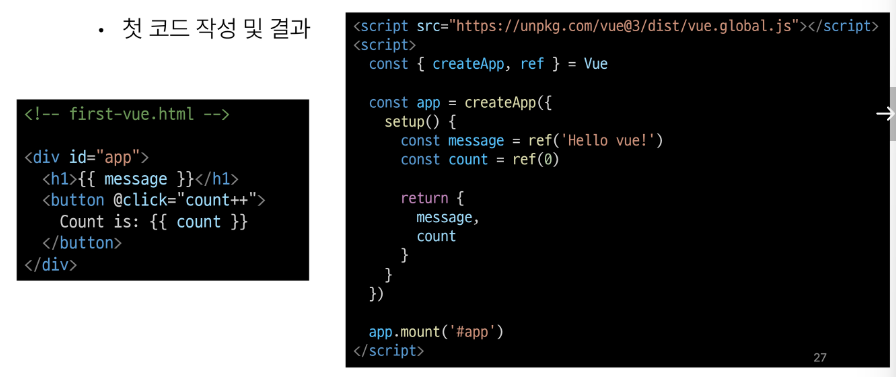 • 첫 코드 작성 및 결과
<!-- first-vue.html -->
<div id="app">
  <h1>{{ message }}</h1>
  <button @click="count++">
    Count is: {{ count }}
  </button>
</div>
<script src="https://unpkg.com/vue@3/dist/vue.global.js"></script>
<script>
  const { createApp, ref } = Vue

  const app = createApp({
    setup() {
      const message = ref('Hello vue!')
      const count = ref(0)

      return {
        message,
        count
      }
    }
  })

  app.mount('#app')
</script>
27